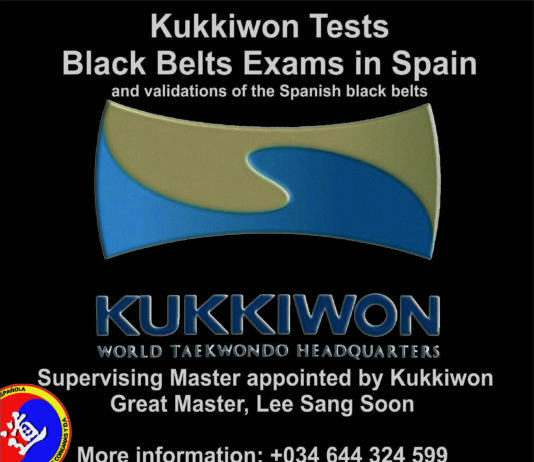 Kukkiwon Tests
Black Belts Exams in Spain
and validations of the Spanish black belts
KUKKIWON
WORLD TAEKWONDO HEADQUARTERS
Supervising Master appointed by Kukkiwon
Great Master, Lee Sang Soon
More information: +034 644 324 599